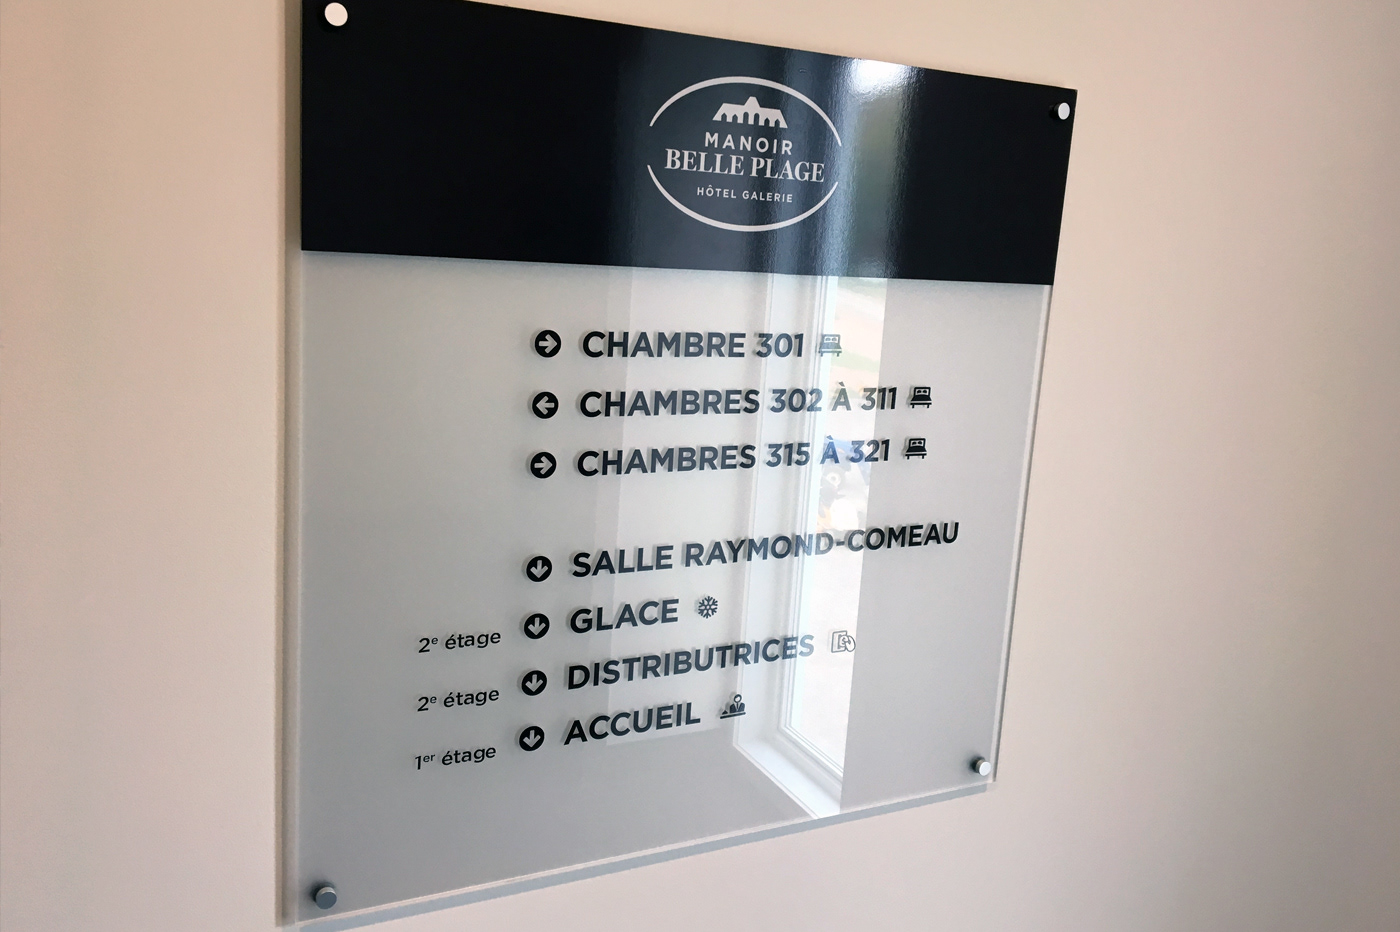 MANOIR
BELLE PLAGE
HÔTEL GALERIE
CHAMBRE 301
CHAMBRES 302 À 311
CHAMBRES 315 À 321
SALLE RAYMOND-COMEAU
2e étage GLACE
2e étage DISTRIBUTRICES
1er étage ACCUEIL